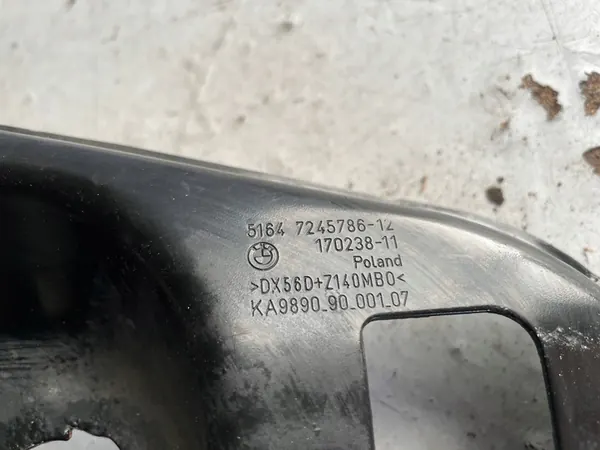 5164 7245786-12
170238-11
Poland
>DX56D+Z140MBO<
KA9890_90_001_07